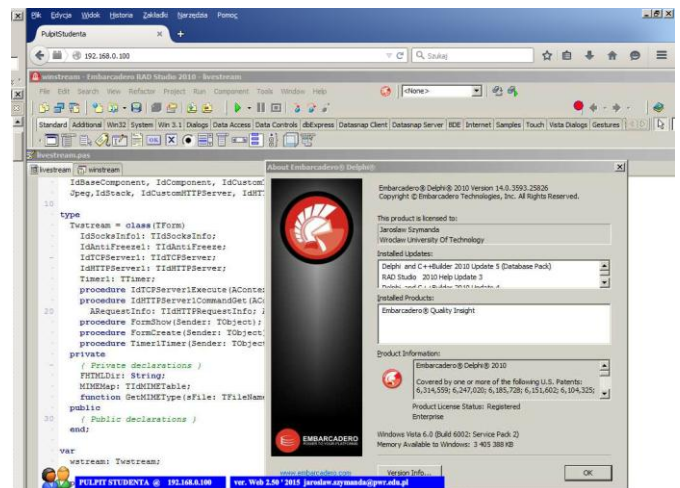 Plik Edycja Widok Historia Zakładki Narzędzia Pomoc
PulpitStudenta
192.168.0.100
Szukaj
winstream - Embarcadero RAD Studio 2010 - livestream
File Edit Search View Refactor Project Run Component Tools Window Help
<None>
Standard Additional Win32 System Win 3.1 Dialogs Data Access Data Controls dbExpress Datasnap Client Datasnap Server BDE Internet Samples Touch Vista Dialogs Gestures
livestream.pas
livestream winstream
IdBaseComponent, IdComponent, IdCustom
Jpeg,IdStack, IdCustomHTTPServer, IdHT
10
type
Twstream = class(TForm)
IdSocksInfo1: TIdSocksInfo;
IdAntiFreeze1: TIdAntiFreeze;
IdTCPServer1: TIdTCPServer;
IdHTTPServer1: TIdHTTPServer;
Timer1: TTimer;
procedure IdTCPServer1Execute(AConte
procedure IdHTTPServer1CommandGet(ACo
20 ARequestInfo: TIdHTTPRequestInfo;
procedure FormShow(Sender: TObject);
procedure FormCreate(Sender: TObject)
procedure Timer1Timer(Sender: TObject
private
{ Private declarations }
FHTMLDir: String;
MIMEMap: TIdMIMETable;
function GetMIMEType(sFile: TFileName
public
30 { Public declarations }
end;
var
wstream: Twstream;
About Embarcadero® Delphi®
Embarcadero® Delphi® 2010 Version 14.0.3593.25826
Copyright © Embarcadero Technologies, Inc. All Rights Reserved.
This product is licensed to:
Jaroslaw Szymanda
Wroclaw University Of Technology
Installed Updates:
Delphi and C++Builder 2010 Update 5 (Database Pack)
RAD Studio 2010 Help Update 3
Delphi and C++Builder 2010 Update 4
Installed Products:
Embarcadero® Quality Insight
Product Information:
Embarcadero® Delphi® 2010
Covered by one or more of the following U.S. Patents:
6,314,559; 6,247,020; 6,185,728; 6,151,602; 6,104,325;
Product License Status: Registered
Enterprise
Windows Vista 6.0 (Build 6002: Service Pack 2)
Memory Available to Windows: 3 405 388 KB
EMBARCADERO
www.embarcadero.com
Version Info...
OK
PULPIT STUDENTA @ 192.168.0.100 ver. Web 2.50 ' 2015 jaroslaw.szymanda@pwr.edu.pl